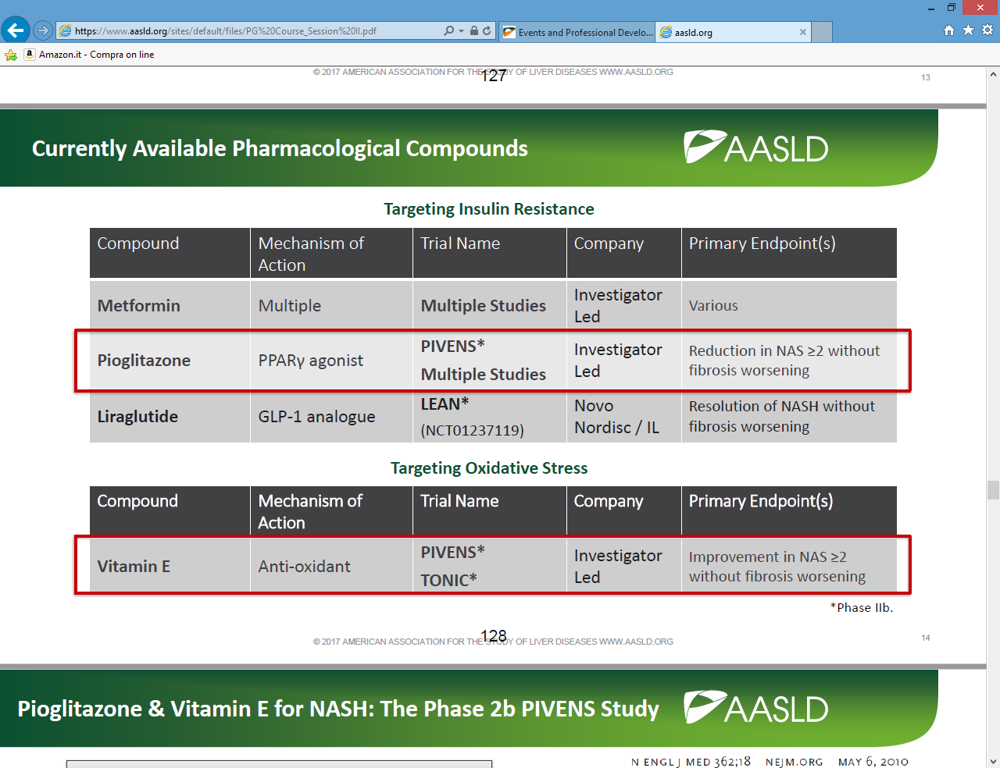 https://www.aasld.org/sites/default/files/PG%20Course_Session%20II.pdf
Events and Professional Develo...
aasld.org
a Amazon.it - Compra on line
© 2017 AMERICAN ASSOCIATION FOR THE STUDY OF LIVER DISEASES WWW.AASLD.ORG
127
13
Currently Available Pharmacological Compounds
AASLD
Targeting Insulin Resistance
Compound
Mechanism of
Action
Trial Name
Company
Primary Endpoint(s)
Metformin
Multiple
Multiple Studies
Investigator
Led
Various
Pioglitazone
PPARγ agonist
PIVENS*
Multiple Studies
Investigator
Led
Reduction in NAS ≥2 without
fibrosis worsening
Liraglutide
GLP-1 analogue
LEAN*
(NCT01237119)
Novo
Nordisc / IL
Resolution of NASH without
fibrosis worsening
Targeting Oxidative Stress
Compound
Mechanism of
Action
Trial Name
Company
Primary Endpoint(s)
Vitamin E
Anti-oxidant
PIVENS*
TONIC*
Investigator
Led
Improvement in NAS ≥2
without fibrosis worsening
*Phase IIb.
128
© 2017 AMERICAN ASSOCIATION FOR THE STUDY OF LIVER DISEASES WWW.AASLD.ORG
14
Pioglitazone & Vitamin E for NASH: The Phase 2b PIVENS Study
AASLD
N ENGL J MED 362;18 NEJM.ORG MAY 6, 2010